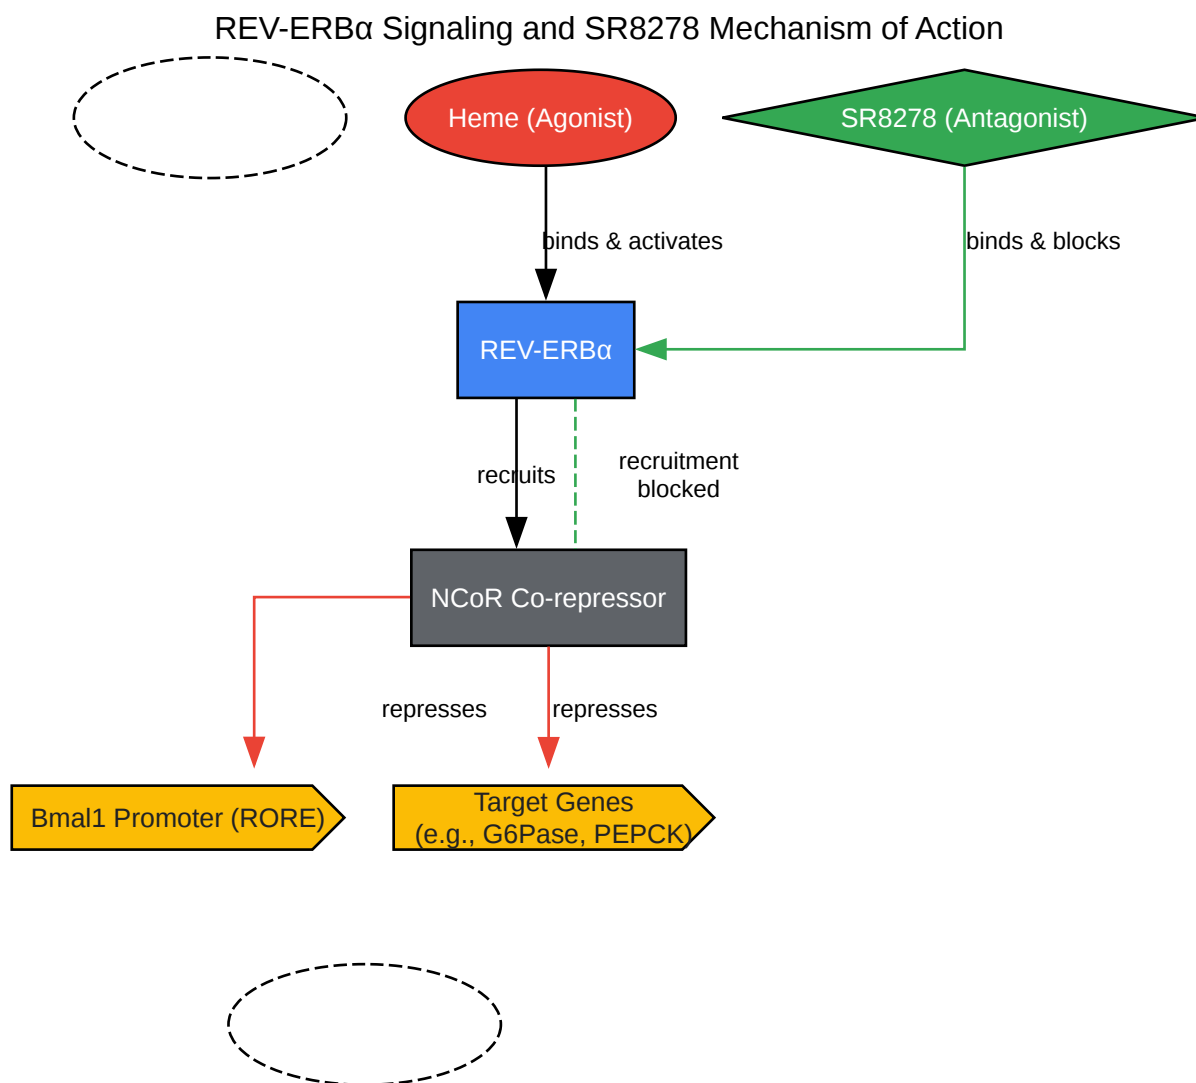 REV-ERBα Signaling and SR8278 Mechanism of Action
Heme (Agonist)
SR8278 (Antagonist)
binds & activates
binds & blocks
REV-ERBα
recruits
recruitment
blocked
NCoR Co-repressor
represses
represses
Bmal1 Promoter (RORE)
Target Genes
(e.g., G6Pase, PEPCK)